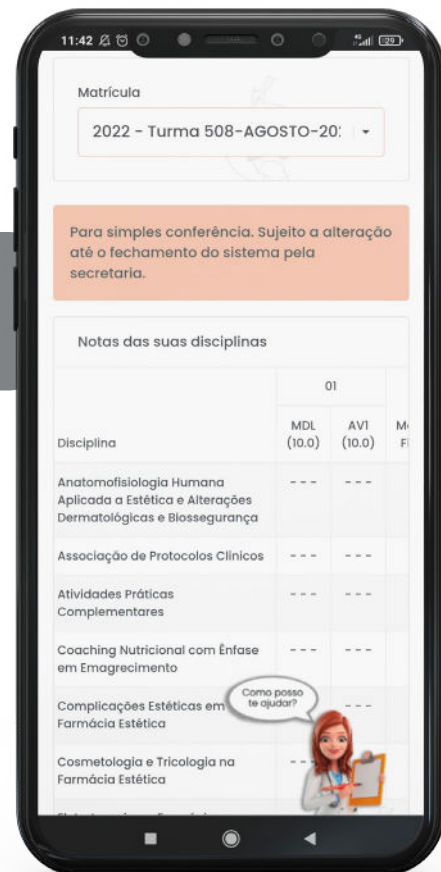 11:42
4G
29
Matrícula
2022 - Turma 508-AGOSTO-20
Para simples conferência. Sujeito a alteração
até o fechamento do sistema pela
secretaria.
Notas das suas disciplinas
01
Disciplina
MDL
(10.0)
AV1
(10.0)
Anatomofisiologia Humana
Aplicada a Estética e Alterações
Dermatológicas e Biossegurança
--- ---
Associação de Protocolos Clínicos
--- ---
Atividades Práticas
Complementares
--- ---
Coaching Nutricional com Ênfase
em Emagrecimento
--- ---
Complicações Estéticas em
Farmácia Estética
---
Como posso
te ajudar?
Cosmetologia e Tricologia na
Farmácia Estética